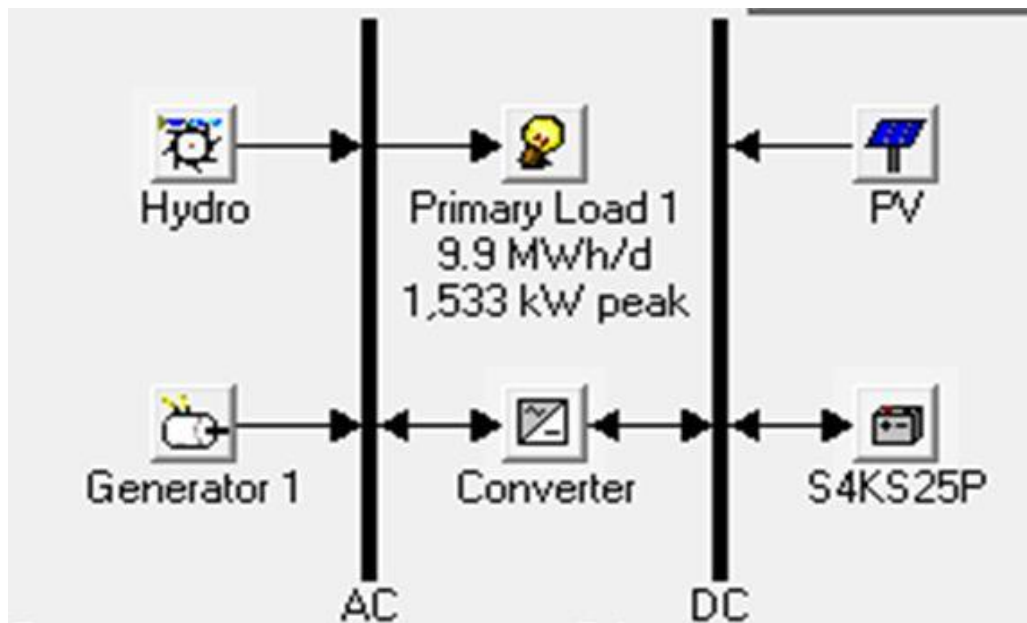 Hydro
Primary Load 1
9.9 MWh/d
1,533 kW peak
PV
Generator 1
Converter
S4KS25P
AC
DC